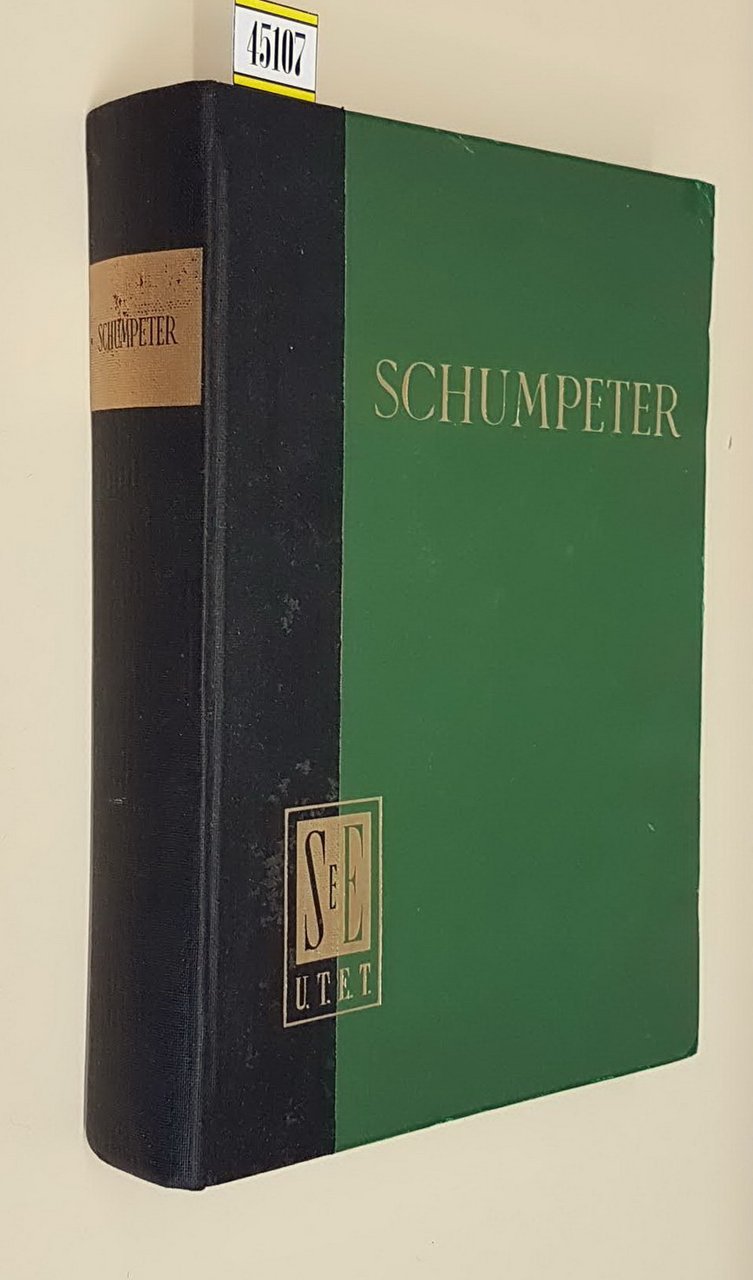 45107
SCHUMPETER
SCHUMPETER
SEE
U.T.E.T.